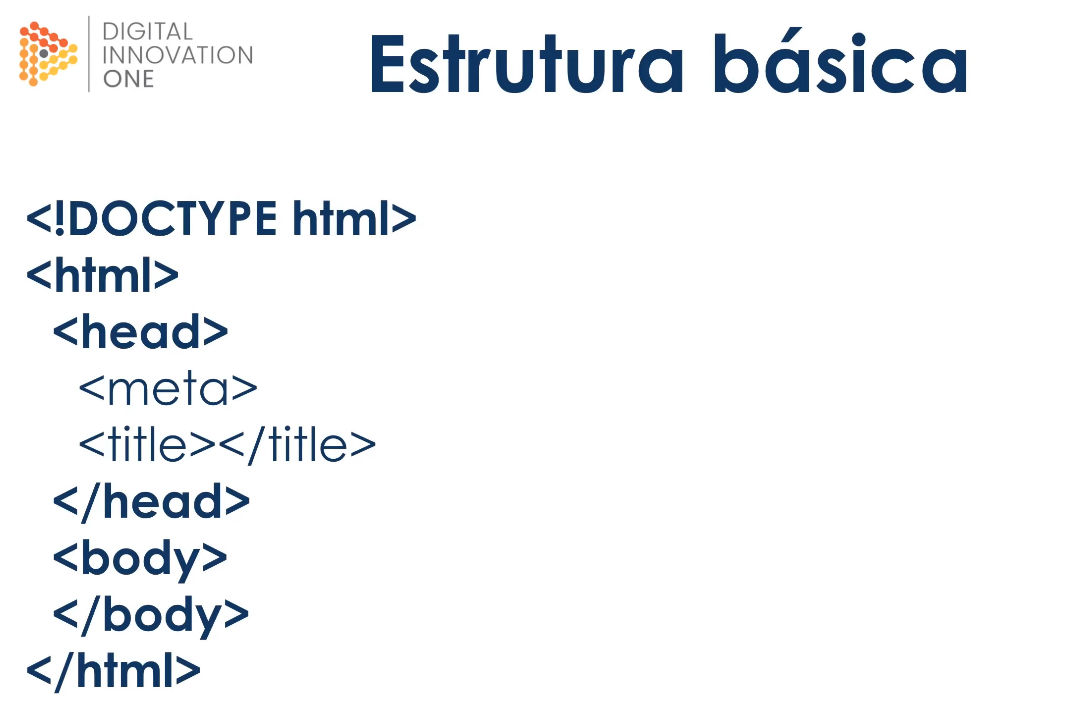 DIGITAL
INNOVATION
ONE
Estrutura básica
<!DOCTYPE html>
<html>
<head>
<meta>
<title></title>
</head>
<body>
</body>
</html>